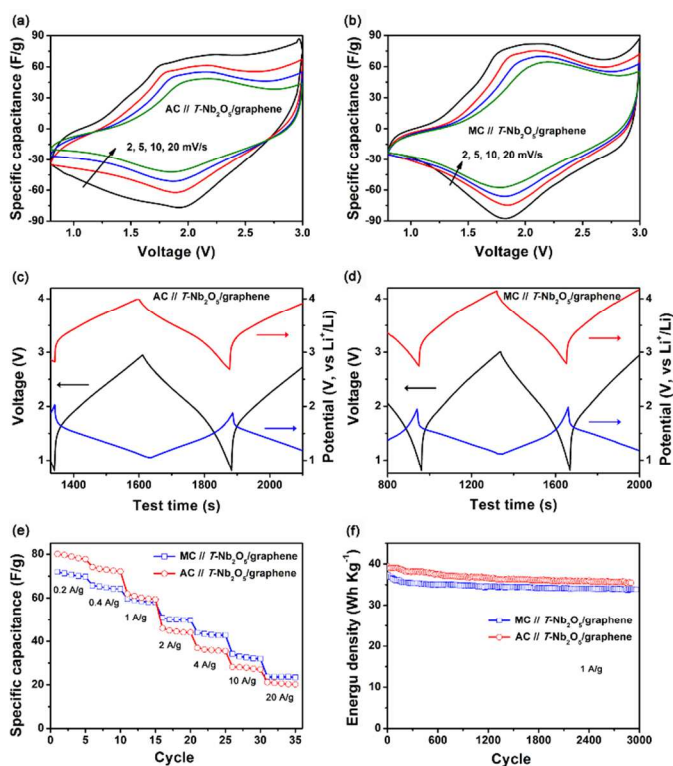 (a)
90
60
30
0
-30
-60
-90
Specific capacitance (F/g)
AC // T-Nb₂O₅/graphene
2, 5, 10, 20 mV/s
1.0 1.5 2.0 2.5 3.0
Voltage (V)
(b)
90
60
30
0
-30
-60
-90
Specific capacitance (F/g)
MC // T-Nb₂O₅/graphene
2, 5, 10, 20 mV/s
1.0 1.5 2.0 2.5 3.0
Voltage (V)
(c)
AC // T-Nb₂O₅/graphene
4
3
2
1
Voltage (V)
4
3
2
1
Potential (V, vs Li⁺/Li)
1400 1600 1800 2000
Test time (s)
(d)
MC // T-Nb₂O₅/graphene
4
3
2
1
Voltage (V)
4
3
2
1
Potential (V, vs Li⁺/Li)
800 1000 1200 1400 1600 1800 2000
Test time (s)
(e)
80
60
40
20
0
Specific capacitance (F/g)
MC // T-Nb₂O₅/graphene
AC // T-Nb₂O₅/graphene
0.2 A/g
0.4 A/g
1 A/g
2 A/g
4 A/g
10 A/g
20 A/g
0 5 10 15 20 25 30 35
Cycle
(f)
45
30
15
0
Energu density (Wh Kg⁻¹)
MC // T-Nb₂O₅/graphene
AC // T-Nb₂O₅/graphene
1 A/g
0 600 1200 1800 2400 3000
Cycle